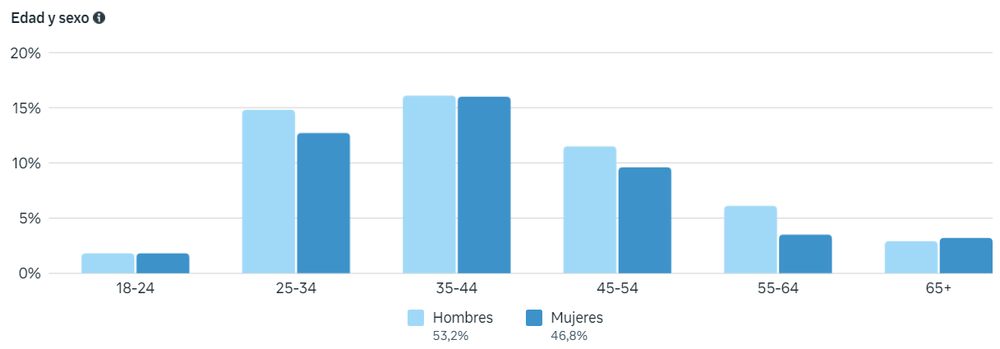 Edad y sexo
20%
15%
10%
5%
0%
18-24 25-34 35-44 45-54 55-64 65+
Hombres Mujeres
53,2% 46,8%